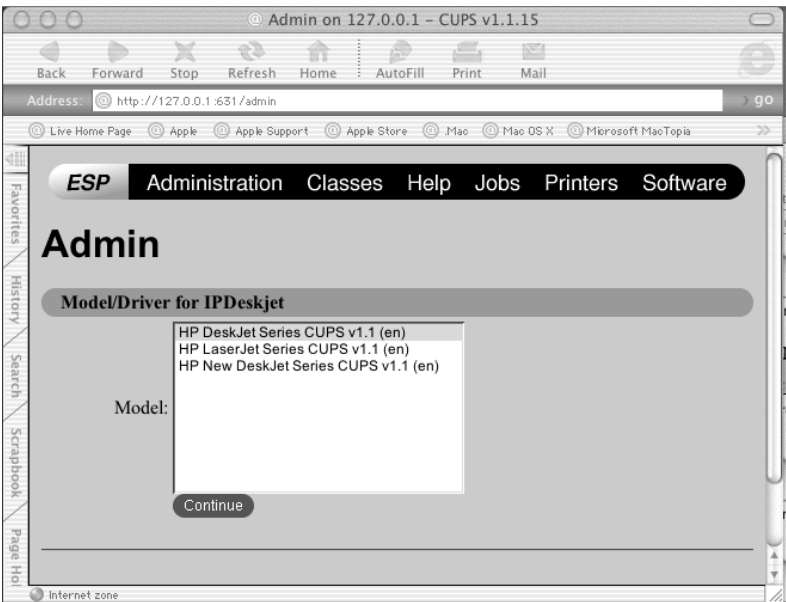 Admin on 127.0.0.1 – CUPS v1.1.15
Back Forward Stop Refresh Home AutoFill Print Mail
Address: http://127.0.0.1:631/admin go
Live Home Page Apple Apple Support Apple Store .Mac Mac OS X Microsoft MacTopia
Favorites
History
Search
Scrapbook
Page Hol
ESP Administration Classes Help Jobs Printers Software
Admin
Model/Driver for IPDeskjet
Model:
HP DeskJet Series CUPS v1.1 (en)
HP LaserJet Series CUPS v1.1 (en)
HP New DeskJet Series CUPS v1.1 (en)
Continue
Internet zone